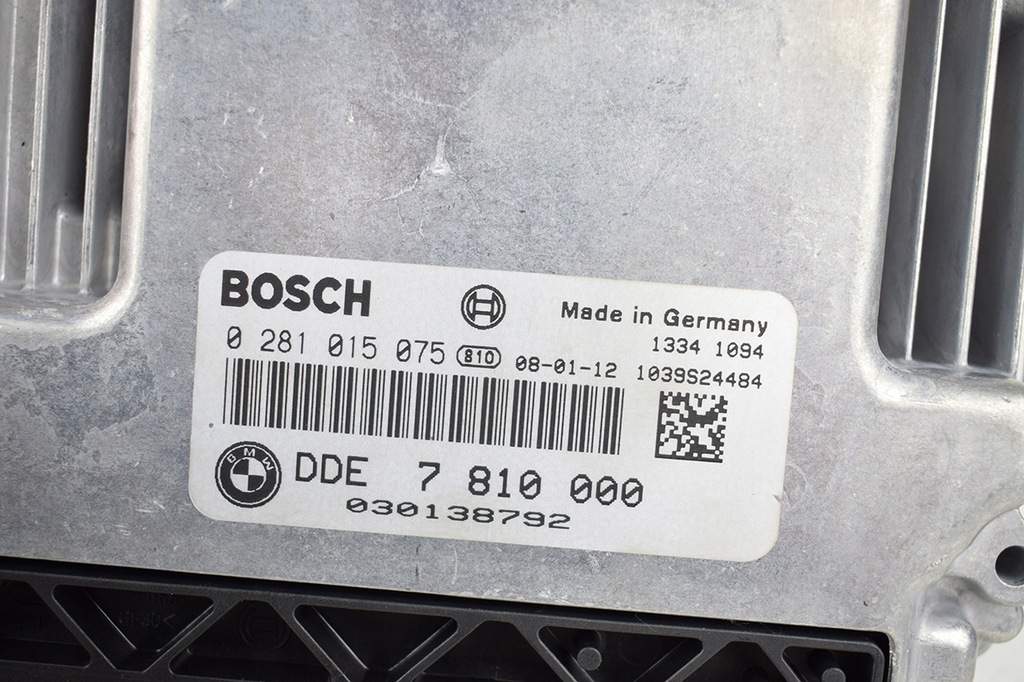 BOSCH
Made in Germany
0 281 015 075 810 08-01-12
1334 1094
1039S24484
BMW
DDE 7 810 000
030138792